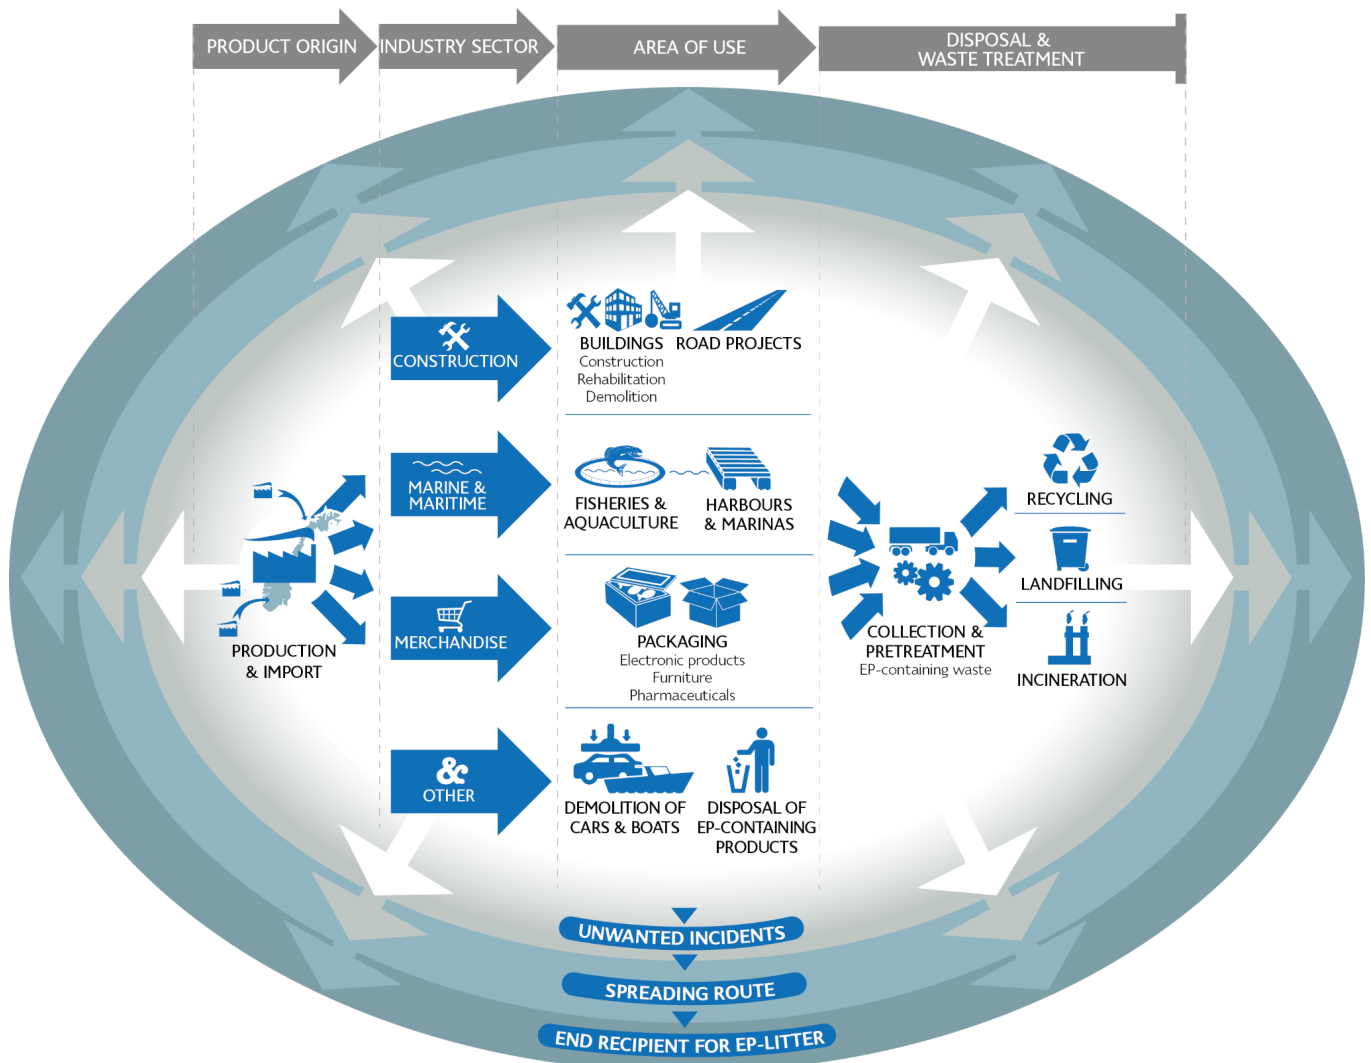 PRODUCT ORIGIN
INDUSTRY SECTOR
AREA OF USE
DISPOSAL &
WASTE TREATMENT
PRODUCTION
& IMPORT
CONSTRUCTION
MARINE &
MARITIME
MERCHANDISE
&
OTHER
BUILDINGS
Construction
Rehabilitation
Demolition
ROAD PROJECTS
FISHERIES &
AQUACULTURE
HARBOURS
& MARINAS
PACKAGING
Electronic products
Furniture
Pharmaceuticals
DEMOLITION OF
CARS & BOATS
DISPOSAL OF
EP-CONTAINING
PRODUCTS
COLLECTION &
PRETREATMENT
EP-containing waste
RECYCLING
LANDFILLING
INCINERATION
UNWANTED INCIDENTS
SPREADING ROUTE
END RECIPIENT FOR EP-LITTER